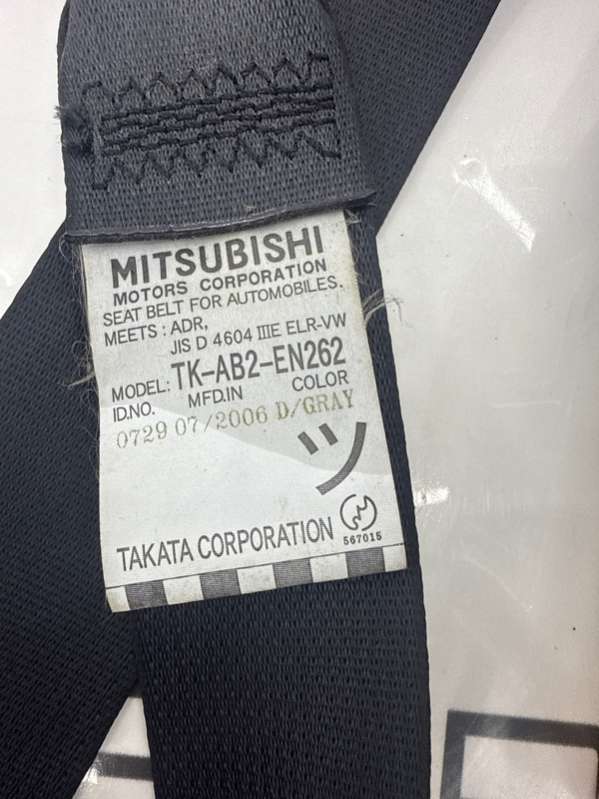 MITSUBISHI
MOTORS CORPORATION
SEAT BELT FOR AUTOMOBILES.
MEETS : ADR,
JIS D 4604 IIIE ELR-VW
MODEL: TK-AB2-EN262
ID.NO. MFD.IN COLOR
0729 07/2006 D/GRAY
ツ
TAKATA CORPORATION
567015